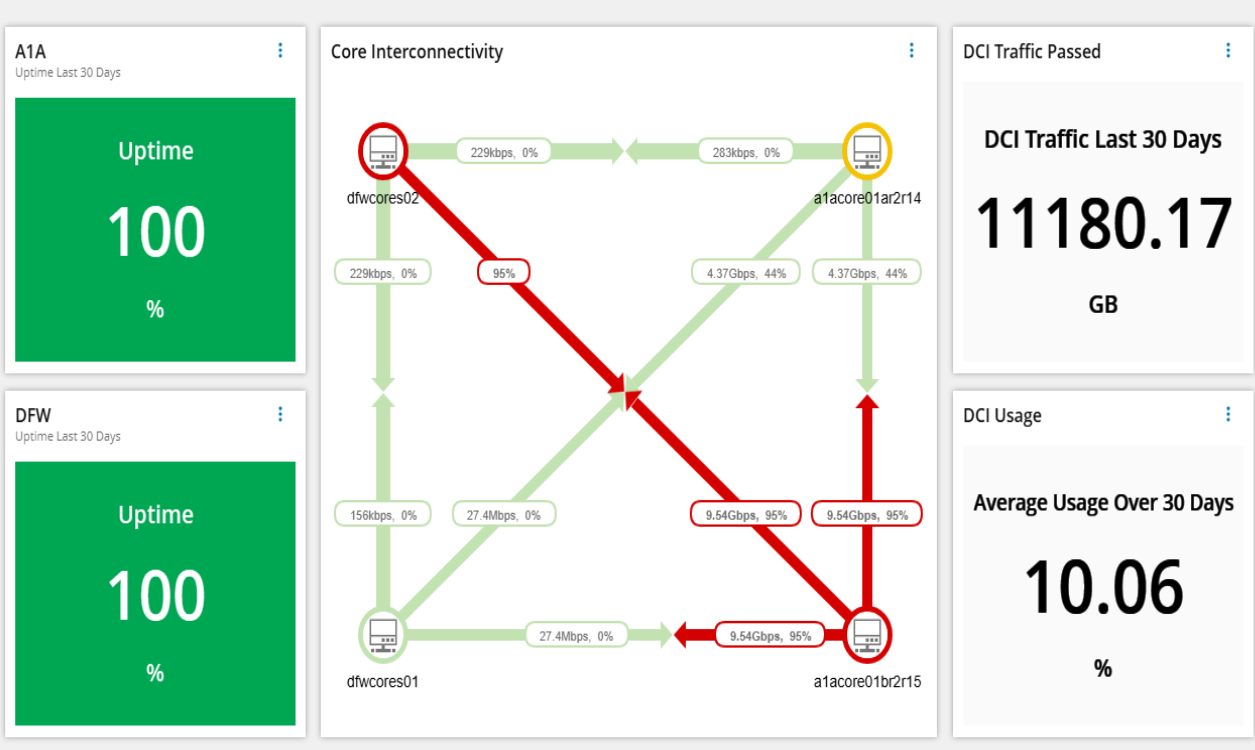 A1A
Uptime Last 30 Days
Uptime
100
%
DFW
Uptime Last 30 Days
Uptime
100
%
Core Interconnectivity
229kbps, 0%
283kbps, 0%
dfwcores02
a1acore01ar2r14
229kbps, 0%
95%
4.37Gbps, 44%
4.37Gbps, 44%
156kbps, 0%
27.4Mbps, 0%
9.54Gbps, 95%
9.54Gbps, 95%
27.4Mbps, 0%
9.54Gbps, 95%
dfwcores01
a1acore01br2r15
DCI Traffic Passed
DCI Traffic Last 30 Days
11180.17
GB
DCI Usage
Average Usage Over 30 Days
10.06
%